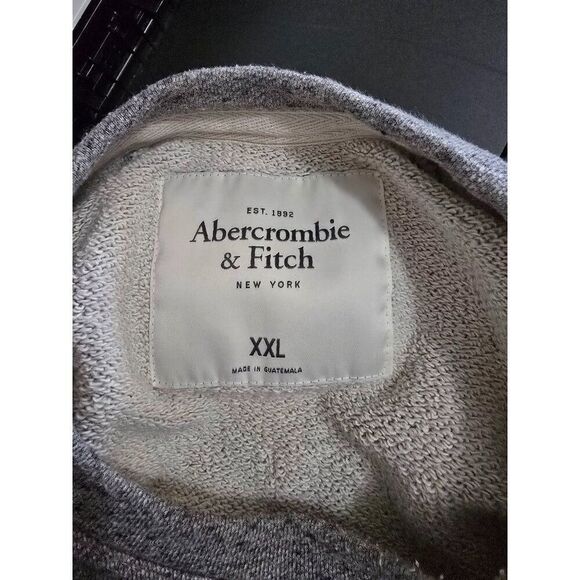 EST. 1892
Abercrombie
& Fitch
NEW YORK
XXL
MADE IN GUATEMALA